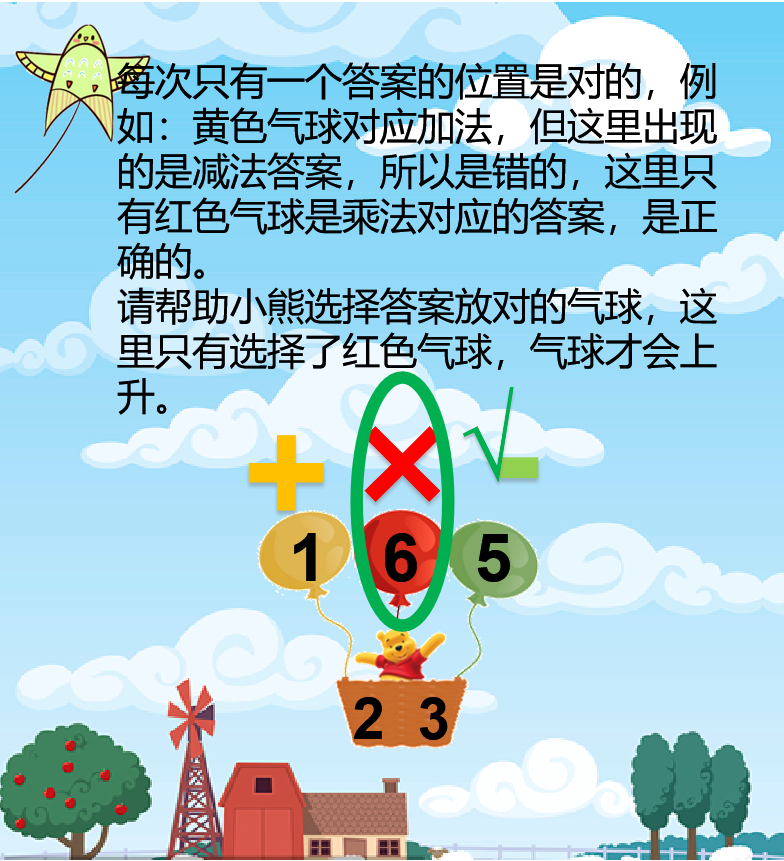 每次只有一个答案的位置是对的，例
如：黄色气球对应加法，但这里出现
的是减法答案，所以是错的，这里只
有红色气球是乘法对应的答案，是正
确的。
请帮助小熊选择答案放对的气球，这
里只有选择了红色气球，气球才会上
升。
+ × √ -
1 6 5
2 3